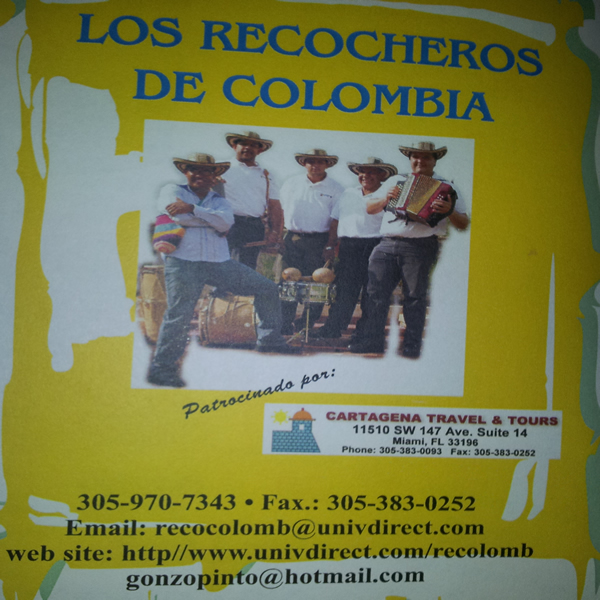 LOS RECOCHEROS
DE COLOMBIA
Patrocinado por:
CARTAGENA TRAVEL & TOURS
11510 SW 147 Ave. Suite 14
Miami, FL 33196
Phone: 305-383-0093 Fax: 305-383-0252
305-970-7343 • Fax.: 305-383-0252
Email: rececolomb@univdirect.com
web site: http//www.univdirect.com/recolomb
gonzopinto@hotmail.com